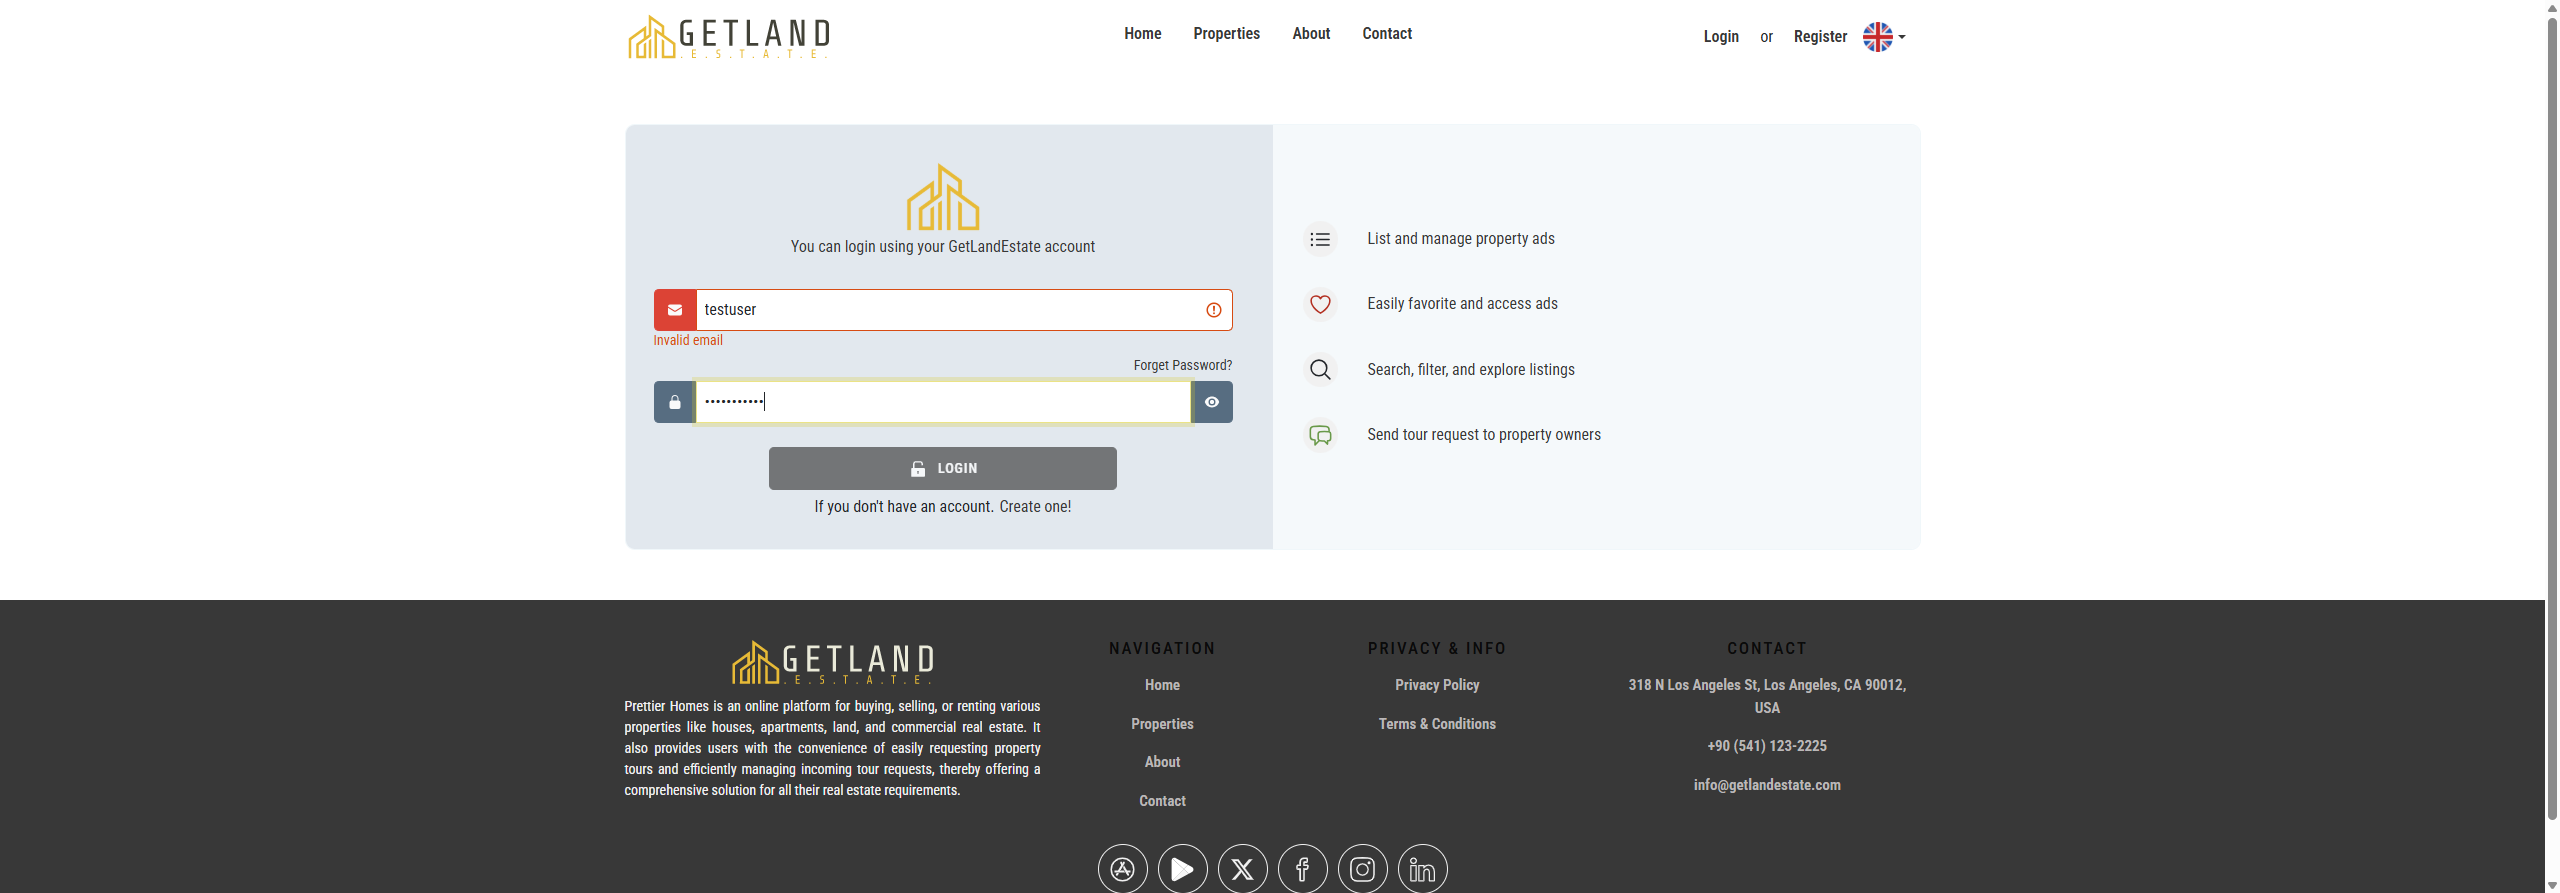 GETLAND
.E.S.T.A.T.E.
Home
Properties
About
Contact
Login
or
Register
You can login using your GetLandEstate account
testuser
Invalid email
Forget Password?
•••••••••••
LOGIN
If you don't have an account. Create one!
List and manage property ads
Easily favorite and access ads
Search, filter, and explore listings
Send tour request to property owners
GETLAND
.E.S.T.A.T.E.
Prettier Homes is an online platform for buying, selling, or renting various
properties like houses, apartments, land, and commercial real estate. It
also provides users with the convenience of easily requesting property
tours and efficiently managing incoming tour requests, thereby offering a
comprehensive solution for all their real estate requirements.
NAVIGATION
Home
Properties
About
Contact
PRIVACY & INFO
Privacy Policy
Terms & Conditions
CONTACT
318 N Los Angeles St, Los Angeles, CA 90012,
USA
+90 (541) 123-2225
info@getlandestate.com